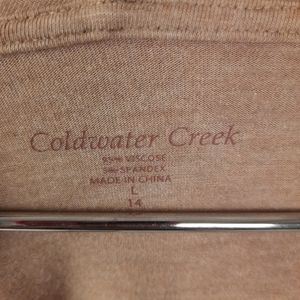 Coldwater Creek
95% VISCOSE
5% SPANDEX
MADE IN CHINA
L
14